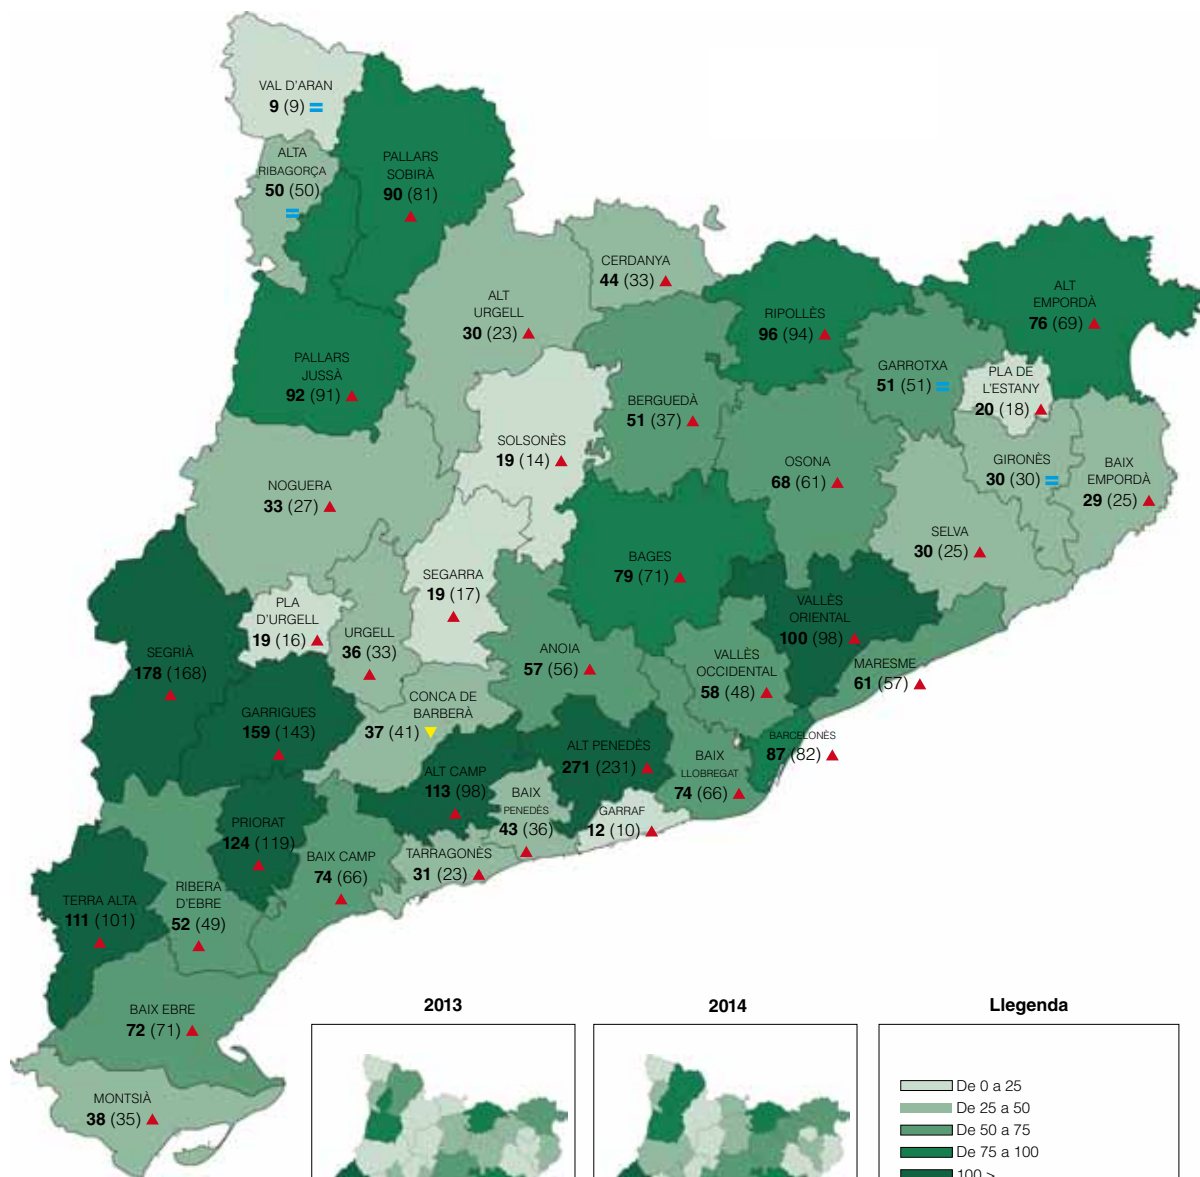 VAL D'ARAN
9 (9)
ALTA
RIBAGORÇA
50 (50)
PALLARS
SOBIRÀ
90 (81)
CERDANYA
44 (33)
ALT
URGELL
30 (23)
RIPOLLÈS
96 (94)
ALT
EMPORDÀ
76 (69)
PALLARS
JUSSÀ
92 (91)
GARROTXA
51 (51)
PLA DE
L'ESTANY
20 (18)
BERGUEDÀ
51 (37)
SOLSONÈS
19 (14)
OSONA
68 (61)
GIRONÈS
30 (30)
BAIX
EMPORDÀ
29 (25)
NOGUERA
33 (27)
SELVA
30 (25)
BAGES
79 (71)
SEGARRA
19 (17)
PLA
D'URGELL
19 (16)
URGELL
36 (33)
VALLÈS
ORIENTAL
100 (98)
SEGRIÀ
178 (168)
ANOIA
57 (56)
VALLÈS
OCCIDENTAL
58 (48)
MARESME
61 (57)
GARRIGUES
159 (143)
CONCA DE
BARBERÀ
37 (41)
BARCELONÈS
87 (82)
ALT PENEDÈS
271 (231)
BAIX
LLOBREGAT
74 (66)
ALT CAMP
113 (98)
BAIX
PENEDÈS
43 (36)
GARRAF
12 (10)
PRIORAT
124 (119)
BAIX CAMP
74 (66)
TARRAGONÈS
31 (23)
TERRA ALTA
111 (101)
RIBERA
D'EBRE
52 (49)
BAIX EBRE
72 (71)
MONTSIÀ
38 (35)
2013
2014
Llegenda
De 0 a 25
De 25 a 50
De 50 a 75
De 75 a 100
100 >